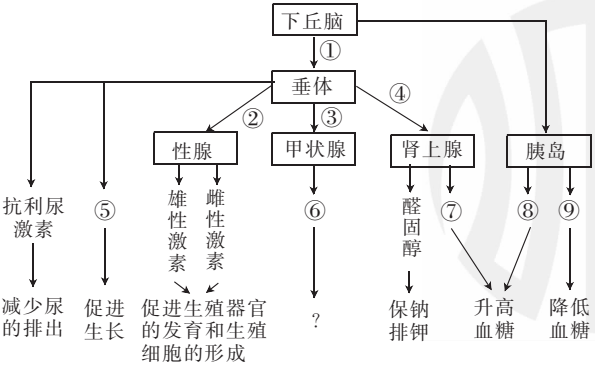 下丘脑
①
垂体
②
③
④
性腺
甲状腺
肾上腺
胰岛
抗利尿
激素
⑤
雄性激素
雌性激素
⑥
醛固醇
⑦
⑧
⑨
减少尿
的排出
促进
生长
促进生殖器官
的发育和生殖
细胞的形成
？
保钠
排钾
升高
血糖
降低
血糖